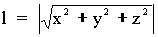 l = |√(x² + y² + z²)|